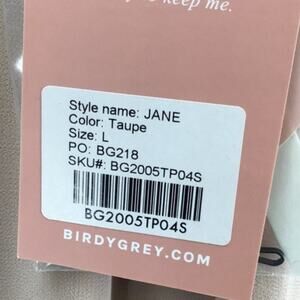 keep me.
Style name: JANE
Color: Taupe
Size: L
PO: BG218
SKU#: BG2005TP04S
BG2005TP04S
BIRDYGREY.COM